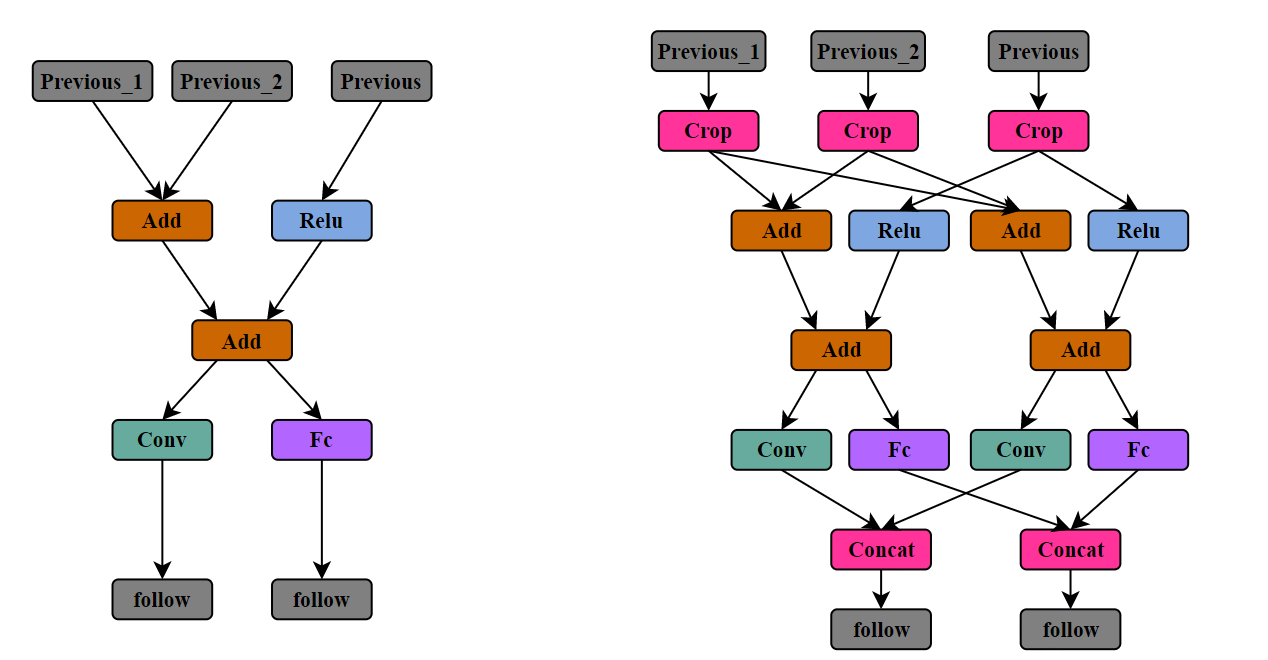 Previous_1
Previous_2
Previous
Add
Relu
Add
Conv
Fc
follow
follow
Previous_1
Previous_2
Previous
Crop
Crop
Crop
Add
Relu
Add
Relu
Add
Add
Conv
Fc
Conv
Fc
Concat
Concat
follow
follow